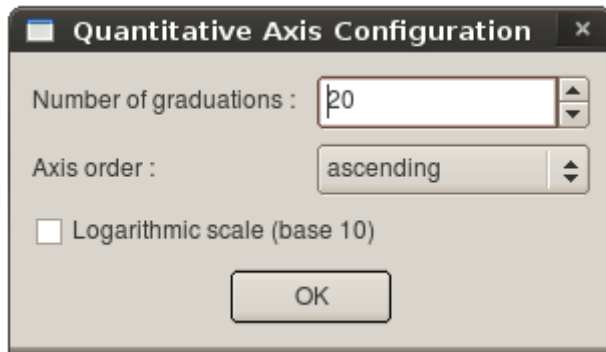 Quantitative Axis Configuration
Number of graduations : 20
Axis order : ascending
Logarithmic scale (base 10)
OK